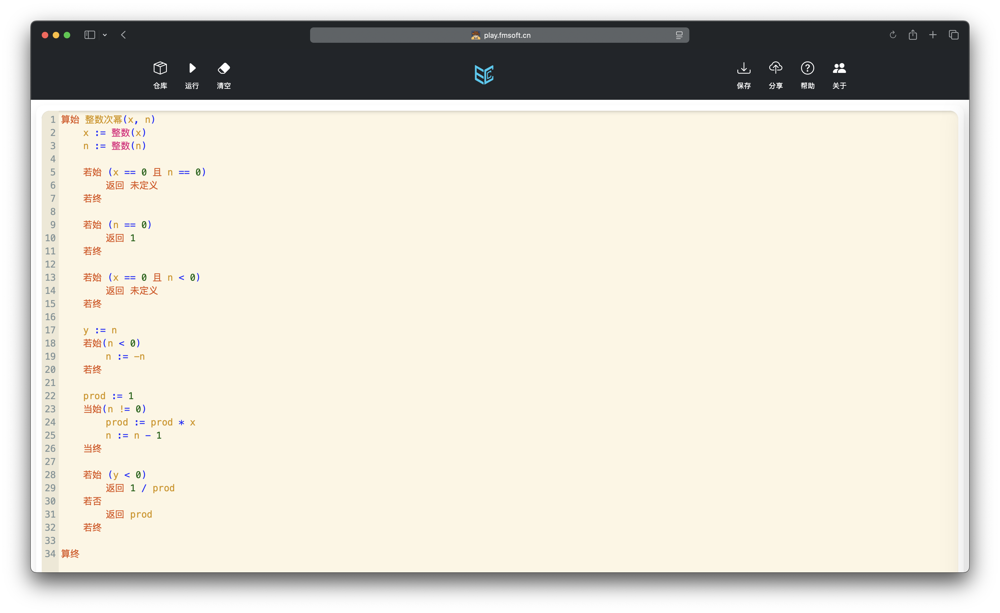 play.fmsoft.cn
仓库 运行 清空 保存 分享 帮助 关于
1 算始 整数次幂(x, n)
2 x := 整数(x)
3 n := 整数(n)
4
5 若始 (x == 0 且 n == 0)
6 返回 未定义
7 若终
8
9 若始 (n == 0)
10 返回 1
11 若终
12
13 若始 (x == 0 且 n < 0)
14 返回 未定义
15 若终
16
17 y := n
18 若始(n < 0)
19 n := -n
20 若终
21
22 prod := 1
23 当始(n != 0)
24 prod := prod * x
25 n := n - 1
26 当终
27
28 若始 (y < 0)
29 返回 1 / prod
30 若否
31 返回 prod
32 若终
33
34 算终